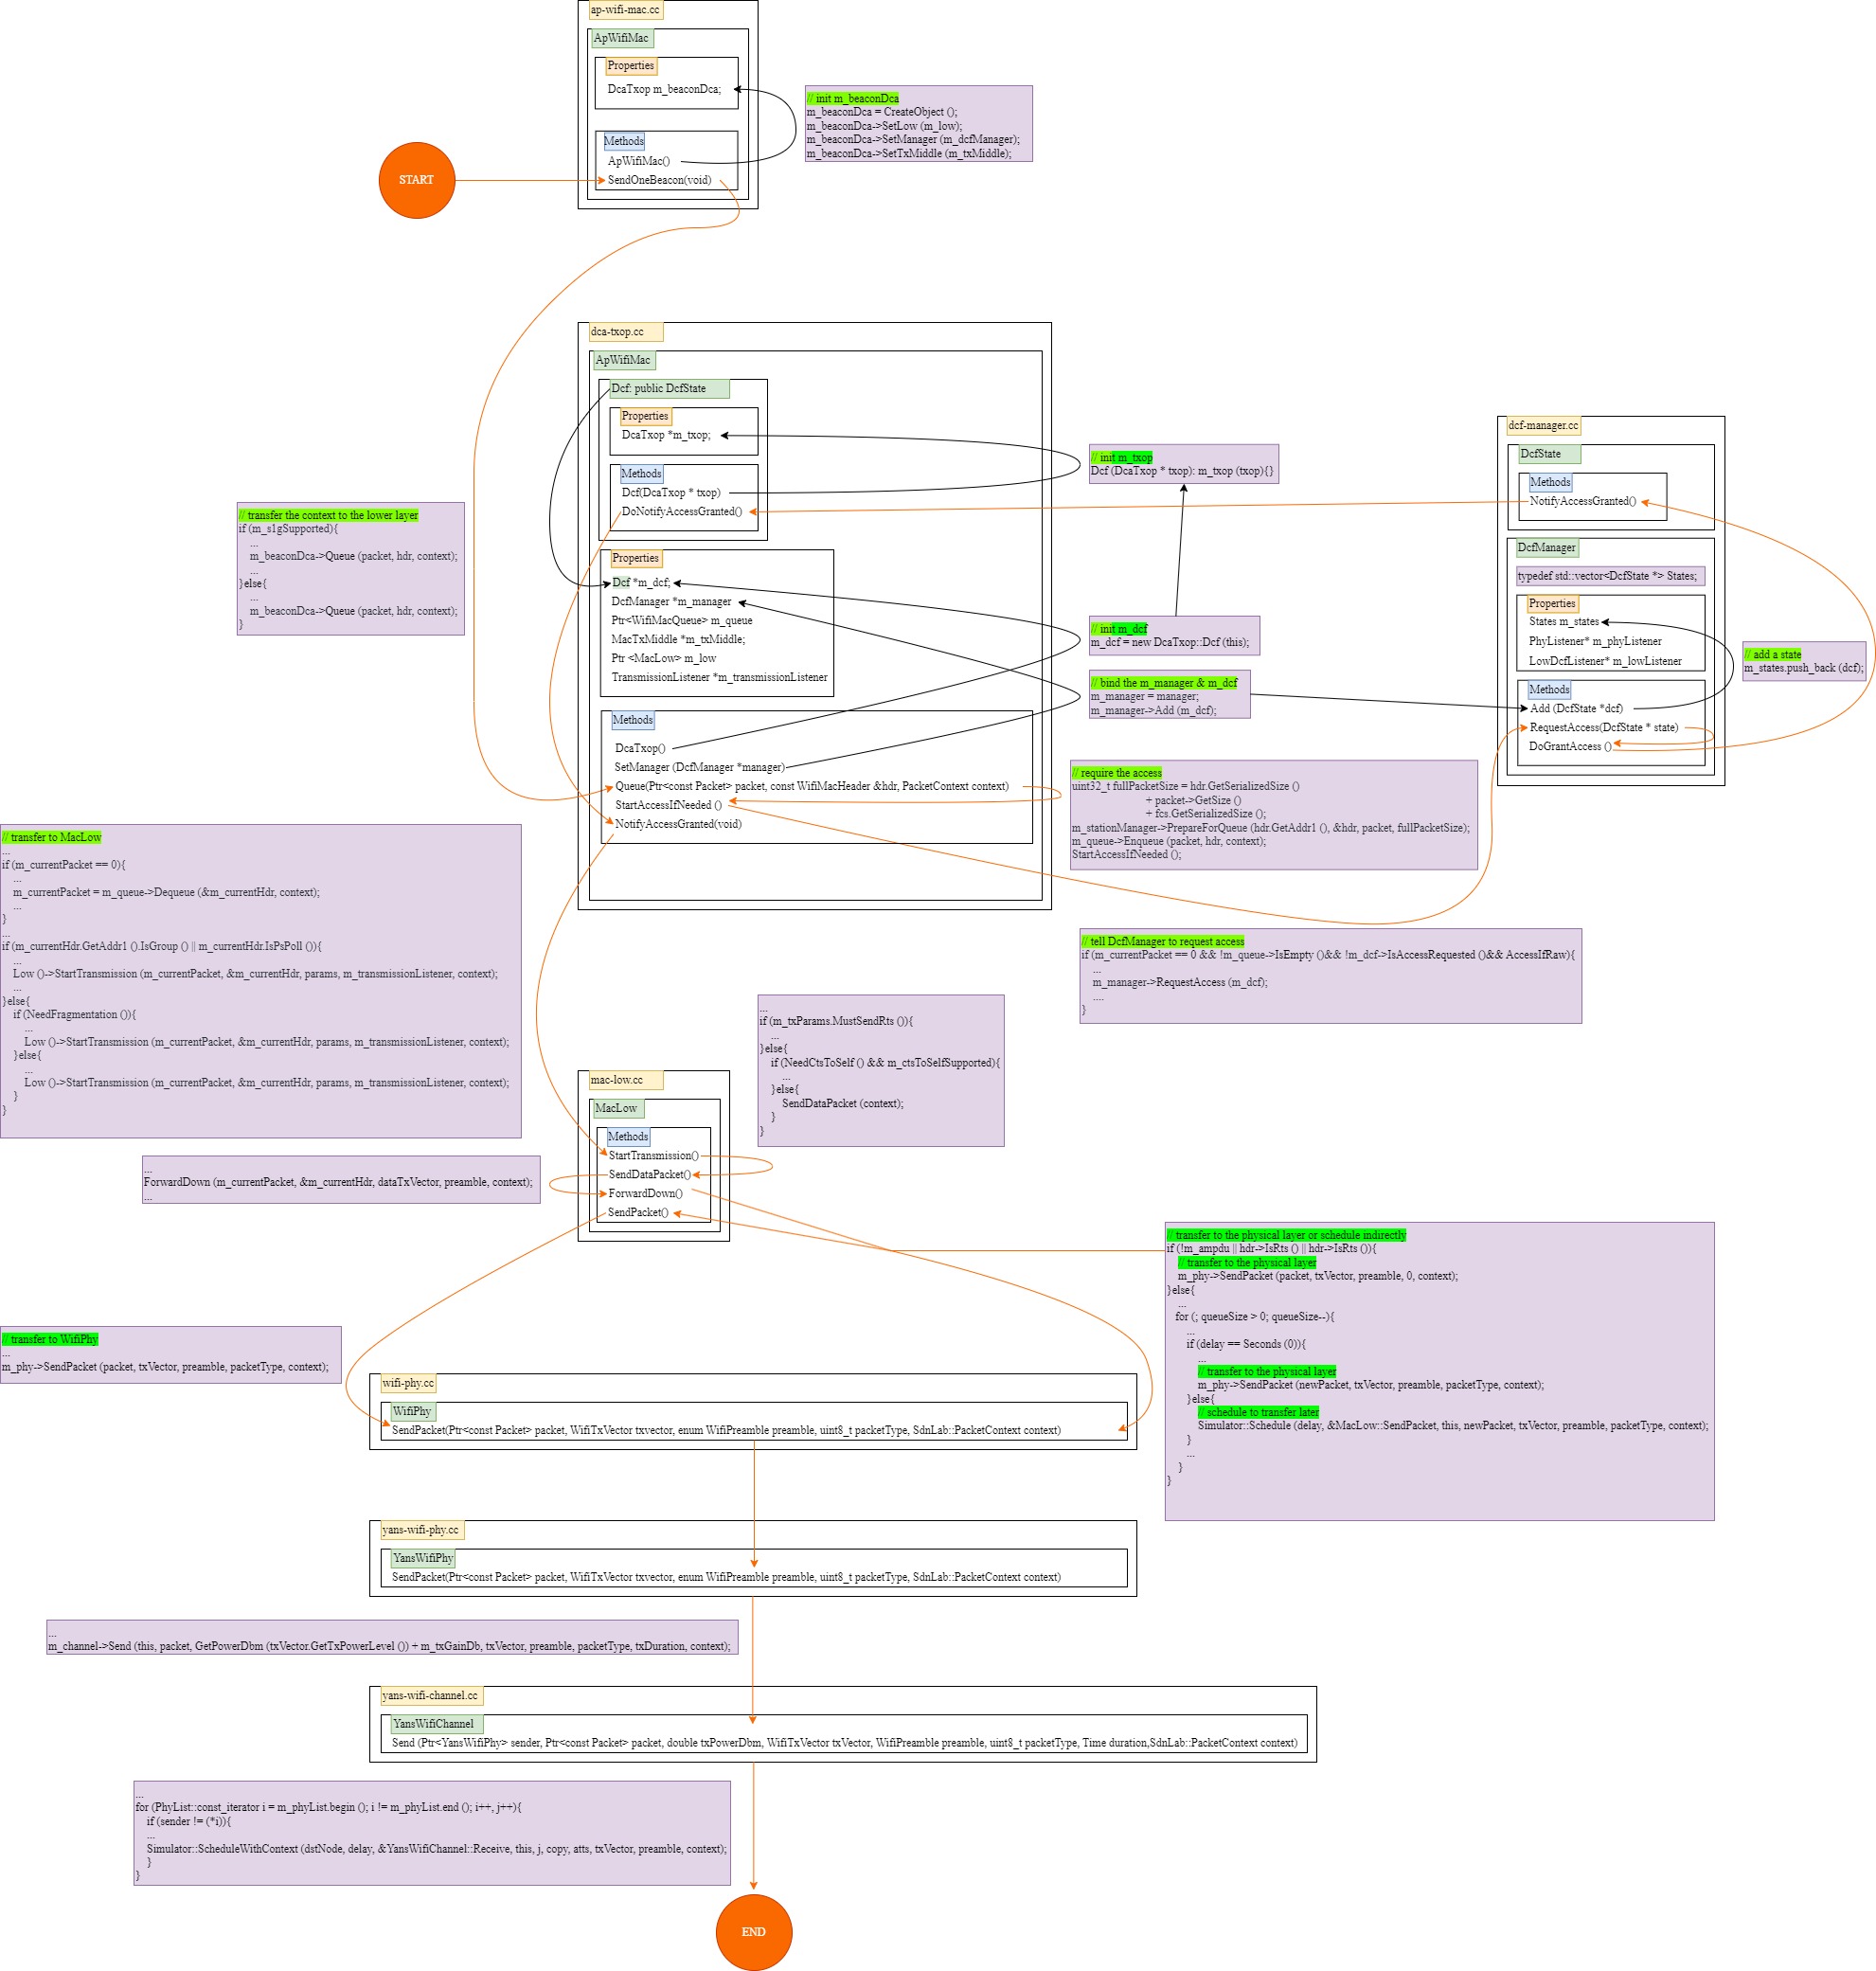 ap-wifi-mac.cc
ApWifiMac
Properties
DcaTxop m_beaconDca;
Methods
ApWifiMac()
SendOneBeacon(void)
// init m_beaconDca
m_beaconDca = CreateObject ();
m_beaconDca->SetLow (m_low);
m_beaconDca->SetManager (m_dcfManager);
m_beaconDca->SetTxMiddle (m_txMiddle);
START
dca-txop.cc
ApWifiMac
Dcf: public DcfState
Properties
DcaTxop *m_txop;
Methods
Dcf(DcaTxop * txop)
DoNotifyAccessGranted()
Properties
Dcf *m_dcf;
DcfManager *m_manager
Ptr<WifiMacQueue> m_queue
MacTxMiddle *m_txMiddle;
Ptr <MacLow> m_low
TransmissionListener *m_transmissionListener
Methods
DcaTxop()
SetManager (DcfManager *manager)
Queue(Ptr<const Packet> packet, const WifiMacHeader &hdr, PacketContext context)
StartAccessIfNeeded ()
NotifyAccessGranted(void)
// init m_txop
Dcf (DcaTxop * txop): m_txop (txop){}
// init m_dcf
m_dcf = new DcaTxop::Dcf (this);
// bind the m_manager & m_dcf
m_manager = manager;
m_manager->Add (m_dcf);
dcf-manager.cc
DcfState
Methods
NotifyAccessGranted()
DcfManager
typedef std::vector<DcfState *> States;
Properties
States m_states
PhyListener* m_phyListener
LowDcfListener* m_lowListener
Methods
Add (DcfState *dcf)
RequestAccess(DcfState * state)
DoGrantAccess ()
// add a state
m_states.push_back (dcf);
// transfer the context to the lower layer
if (m_s1gSupported){
...
m_beaconDca->Queue (packet, hdr, context);
...
}else{
...
m_beaconDca->Queue (packet, hdr, context);
}
// require the access
uint32_t fullPacketSize = hdr.GetSerializedSize ()
+ packet->GetSize ()
+ fcs.GetSerializedSize ();
m_stationManager->PrepareForQueue (hdr.GetAddr1 (), &hdr, packet, fullPacketSize);
m_queue->Enqueue (packet, hdr, context);
StartAccessIfNeeded ();
// tell DcfManager to request access
if (m_currentPacket == 0 && !m_queue->IsEmpty ()&& !m_dcf->IsAccessRequested ()&& AccessIfRaw){
...
m_manager->RequestAccess (m_dcf);
....
}
// transfer to MacLow
...
if (m_currentPacket == 0){
...
m_currentPacket = m_queue->Dequeue (&m_currentHdr, context);
...
}
...
if (m_currentHdr.GetAddr1 ().IsGroup () || m_currentHdr.IsPsPoll ()){
...
Low ()->StartTransmission (m_currentPacket, &m_currentHdr, params, m_transmissionListener, context);
...
}else{
if (NeedFragmentation ()){
...
Low ()->StartTransmission (m_currentPacket, &m_currentHdr, params, m_transmissionListener, context);
}else{
...
Low ()->StartTransmission (m_currentPacket, &m_currentHdr, params, m_transmissionListener, context);
}
}
...
if (m_txParams.MustSendRts ()){
...
}else{
if (NeedCtsToSelf () && m_ctsToSelfSupported){
...
}else{
SendDataPacket (context);
}
}
mac-low.cc
MacLow
Methods
StartTransmission()
SendDataPacket()
ForwardDown()
SendPacket()
...
ForwardDown (m_currentPacket, &m_currentHdr, dataTxVector, preamble, context);
...
// transfer to the physical layer or schedule indirectly
if (!m_ampdu || hdr->IsRts () || hdr->IsRts ()){
// transfer to the physical layer
m_phy->SendPacket (packet, txVector, preamble, 0, context);
}else{
...
for (; queueSize > 0; queueSize--){
...
if (delay == Seconds (0)){
...
// transfer to the physical layer
m_phy->SendPacket (newPacket, txVector, preamble, packetType, context);
}else{
// schedule to transfer later
Simulator::Schedule (delay, &MacLow::SendPacket, this, newPacket, txVector, preamble, packetType, context);
}
...
}
}
// transfer to WifiPhy
...
m_phy->SendPacket (packet, txVector, preamble, packetType, context);
wifi-phy.cc
WifiPhy
SendPacket(Ptr<const Packet> packet, WifiTxVector txvector, enum WifiPreamble preamble, uint8_t packetType, SdnLab::PacketContext context)
yans-wifi-phy.cc
YansWifiPhy
SendPacket(Ptr<const Packet> packet, WifiTxVector txvector, enum WifiPreamble preamble, uint8_t packetType, SdnLab::PacketContext context)
...
m_channel->Send (this, packet, GetPowerDbm (txVector.GetTxPowerLevel ()) + m_txGainDb, txVector, preamble, packetType, txDuration, context);
yans-wifi-channel.cc
YansWifiChannel
Send (Ptr<YansWifiPhy> sender, Ptr<const Packet> packet, double txPowerDbm, WifiTxVector txVector, WifiPreamble preamble, uint8_t packetType, Time duration,SdnLab::PacketContext context)
...
for (PhyList::const_iterator i = m_phyList.begin (); i != m_phyList.end (); i++, j++){
if (sender != (*i)){
...
Simulator::ScheduleWithContext (dstNode, delay, &YansWifiChannel::Receive, this, j, copy, atts, txVector, preamble, context);
}
}
END